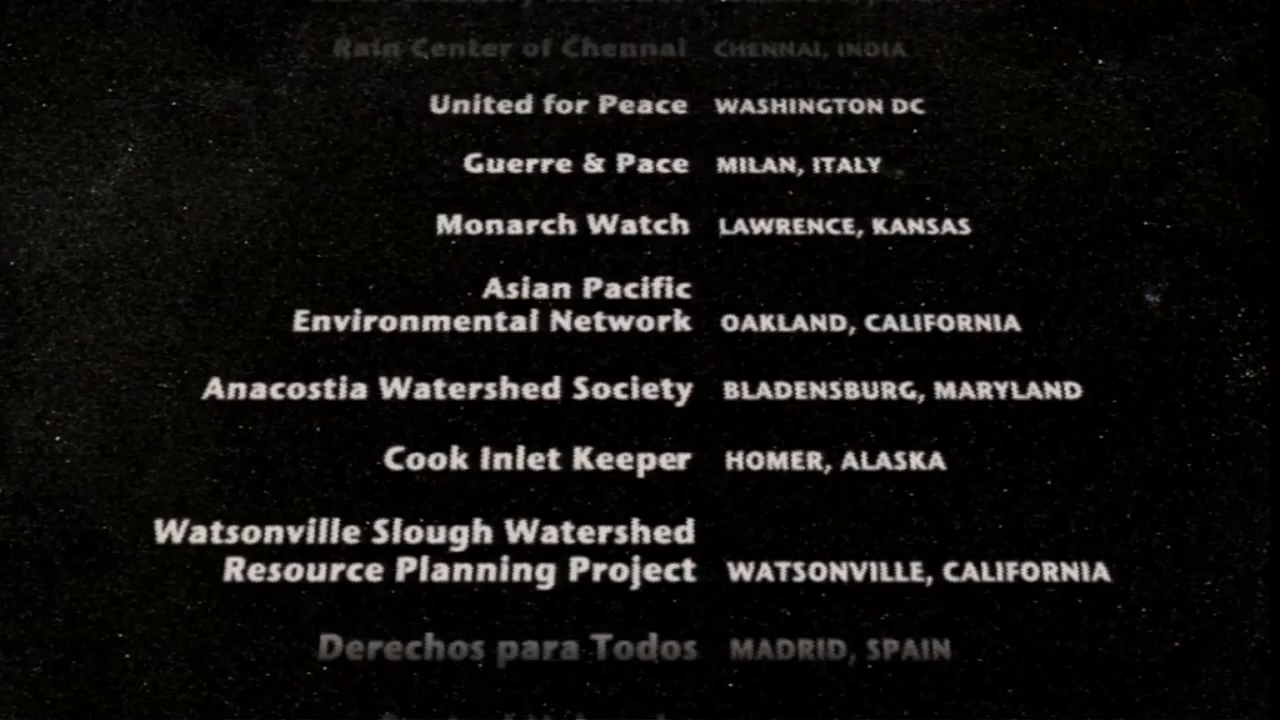 Rain Center of Chennai CHENNAI, INDIA
United for Peace WASHINGTON DC
Guerre & Pace MILAN, ITALY
Monarch Watch LAWRENCE, KANSAS
Asian Pacific
Environmental Network OAKLAND, CALIFORNIA
Anacostia Watershed Society BLADENSBURG, MARYLAND
Cook Inlet Keeper HOMER, ALASKA
Watsonville Slough Watershed
Resource Planning Project WATSONVILLE, CALIFORNIA
Derechos para Todos MADRID, SPAIN